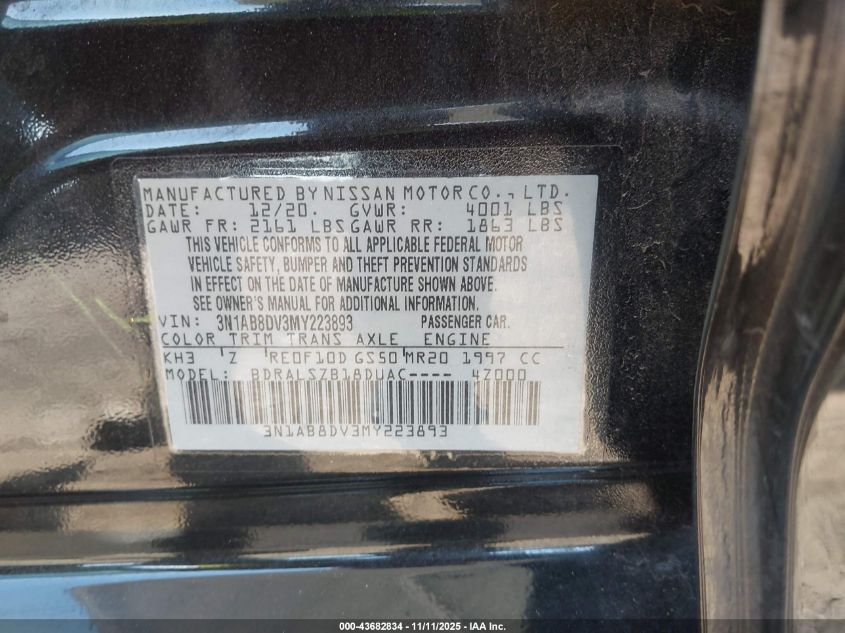 MANUFACTURED BY NISSAN MOTOR CO., LTD.
DATE: 12/20. GVWR: 4001 LBS
GAWR FR: 2161 LBS GAWR RR: 1863 LBS
THIS VEHICLE CONFORMS TO ALL APPLICABLE FEDERAL MOTOR
VEHICLE SAFETY, BUMPER AND THEFT PREVENTION STANDARDS
IN EFFECT ON THE DATE OF MANUFACTURE SHOWN ABOVE.
SEE OWNER'S MANUAL FOR ADDITIONAL INFORMATION.
VIN: 3N1AB8DV3MY223893 PASSENGER CAR.
COLOR TRIM TRANS AXLE ENGINE
KH3 Z RE0F10D GS50 MR20 1997 CC
MODEL: BDRALSZB18DUAC---- 4Z000
3N1AB8DV3MY223893
000-43682834 - 11/11/2025 - IAA Inc.